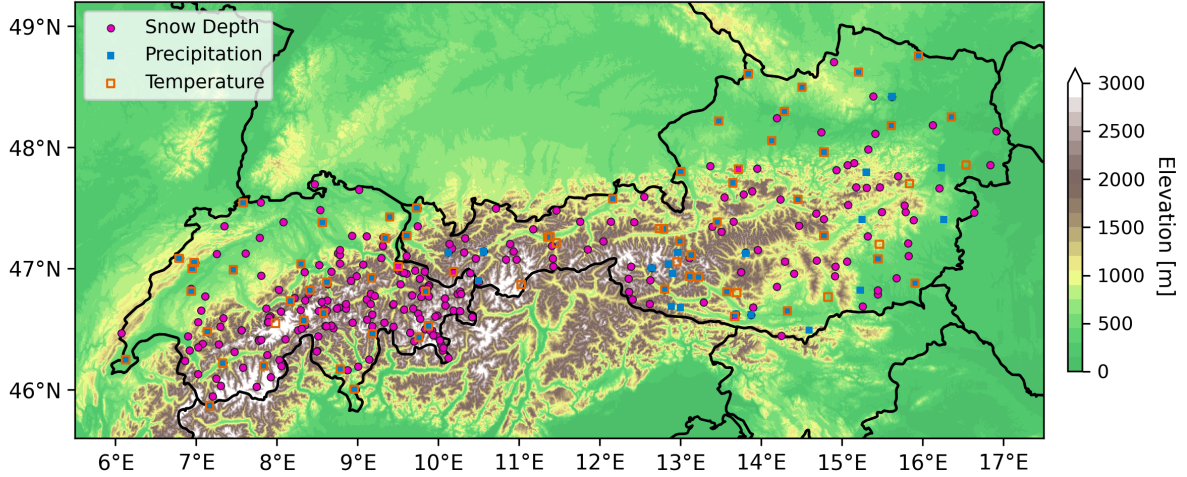 49°N
48°N
47°N
46°N
Snow Depth
Precipitation
Temperature
6°E 7°E 8°E 9°E 10°E 11°E 12°E 13°E 14°E 15°E 16°E 17°E
3000
2500
2000
1500
1000
500
0
Elevation [m]